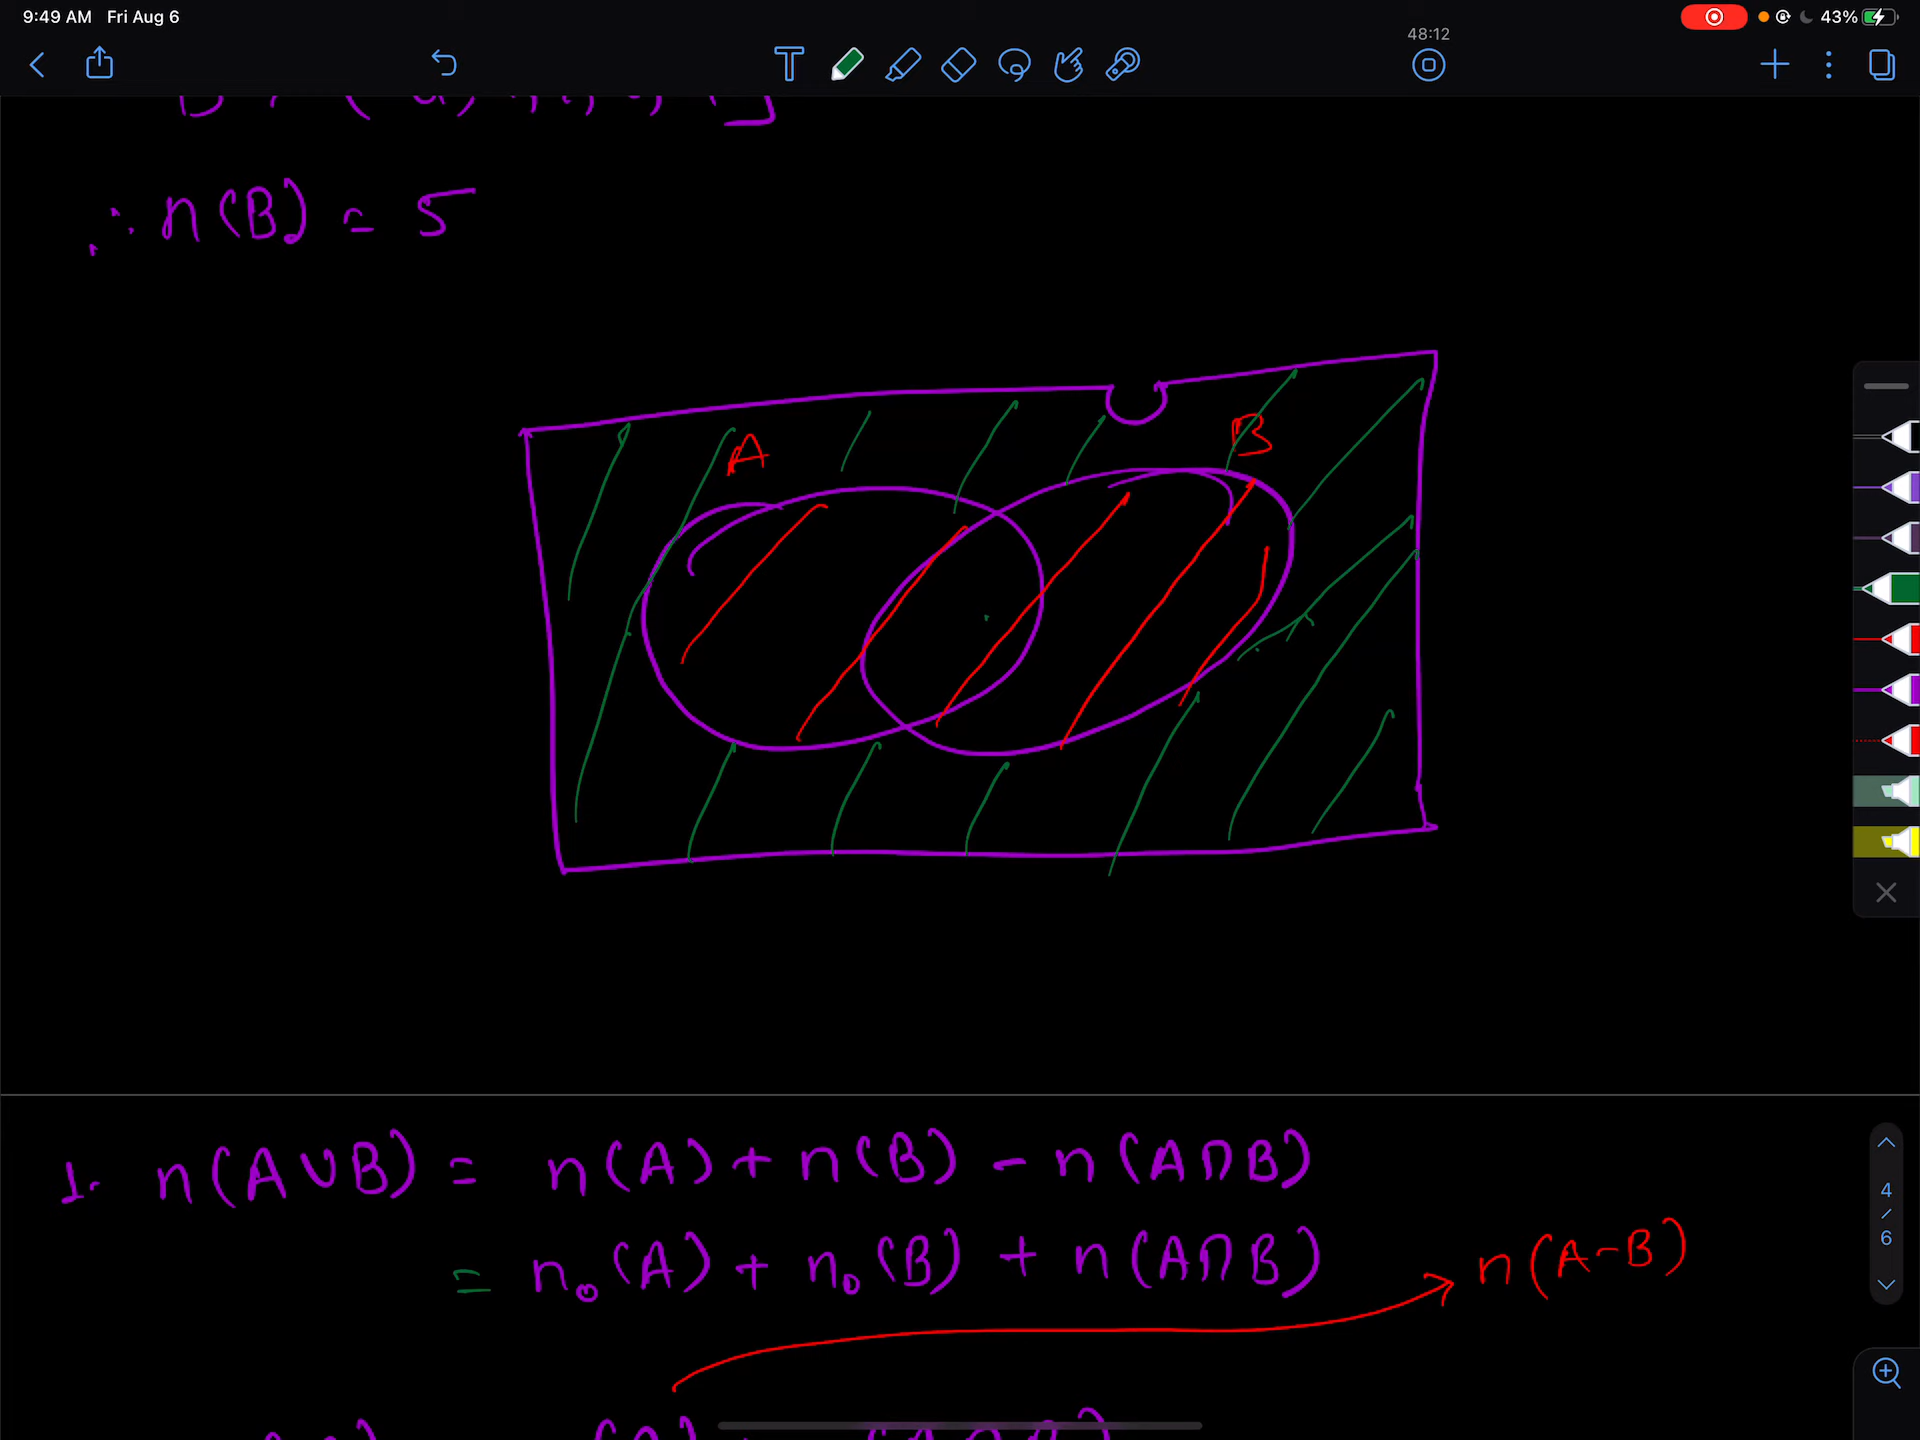 9:49 AM Fri Aug 6
43%
48:12
∴ n(B) = 5
A
B
1. n(A∪B) = n(A) + n(B) - n(A∩B)
= n₀(A) + n₀(B) + n(A∩B)
n(A-B)
4
/
6